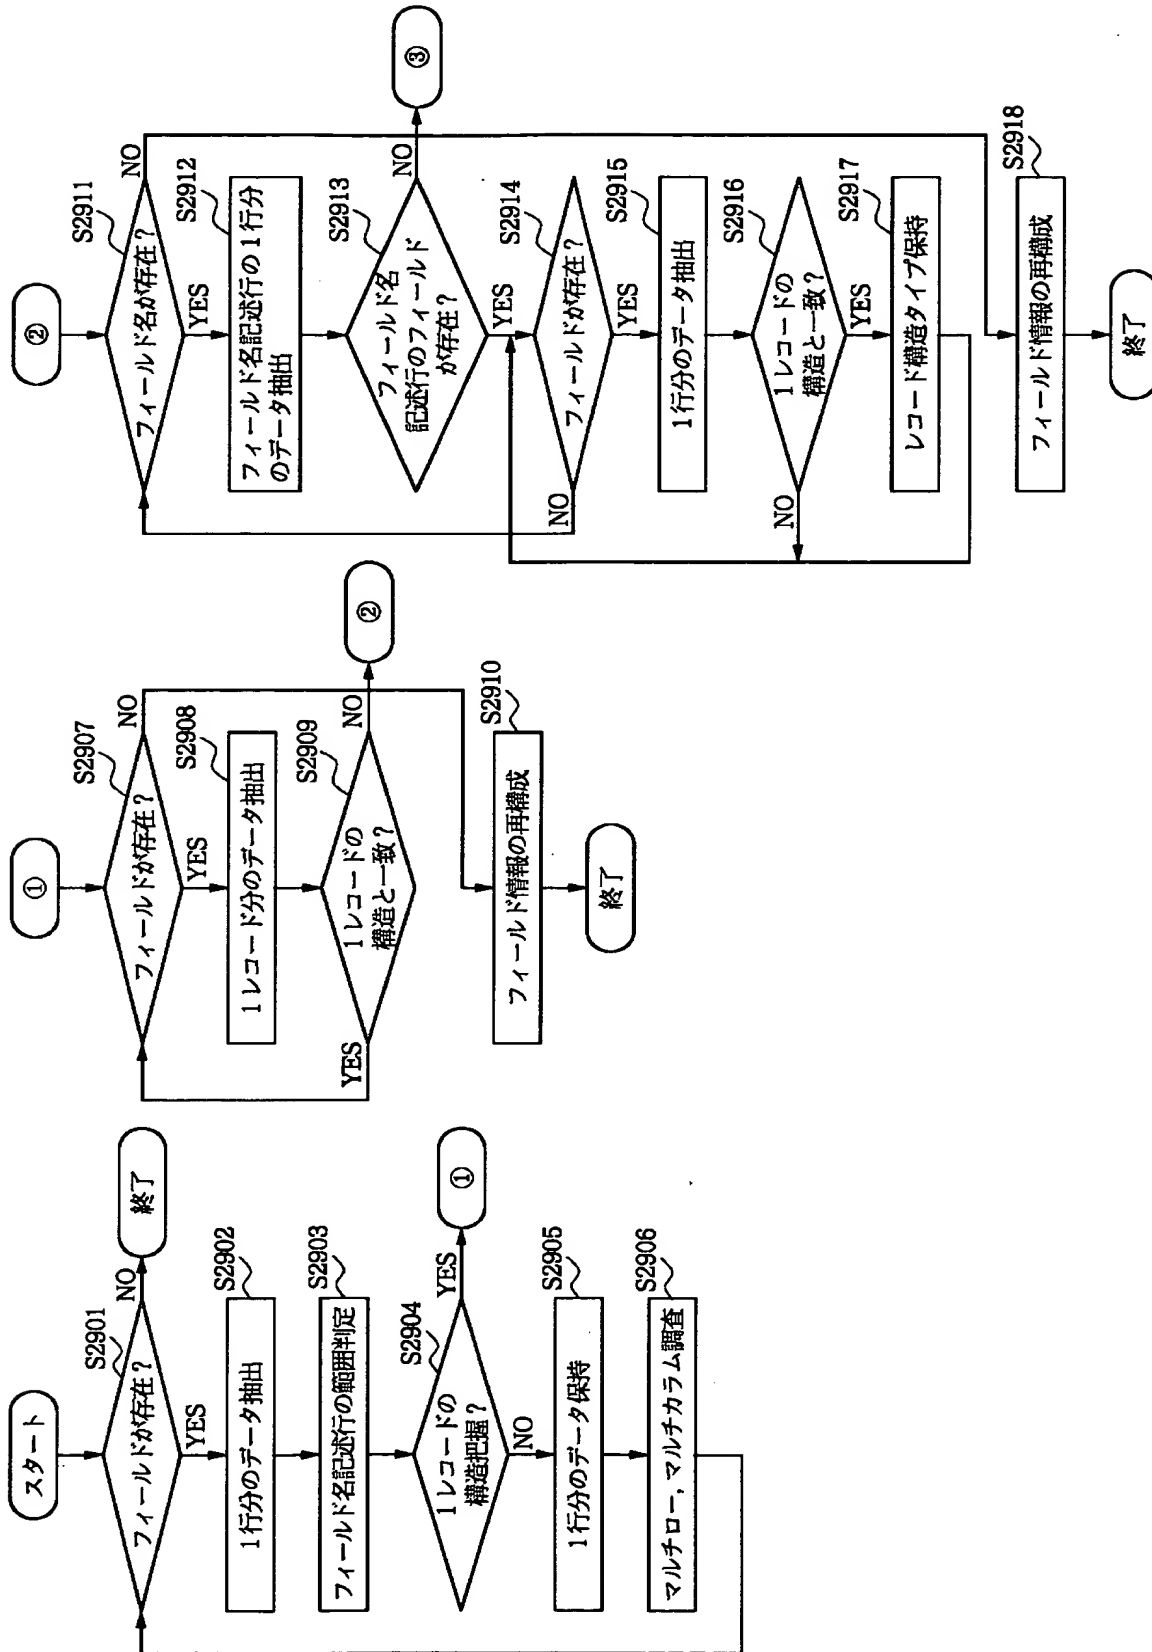 スタート
S2901
フィールドが存在？
NO
終了
YES
S2902
1行分のデータ抽出
S2903
フィールド名記述行の範囲判定
S2904
1レコードの
構造把握？
YES
①
NO
S2905
1行分のデータ保持
S2906
マルチロー,マルチカラム調査
①
S2907
フィールドが存在？
NO
YES
S2908
1レコード分のデータ抽出
S2909
1レコードの
構造と一致？
NO
②
YES
S2910
フィールド情報の再構成
終了
②
S2911
フィールド名が存在？
NO
YES
S2912
フィールド名記述行の1行分
のデータ抽出
S2913
フィールド名
記述行のフィールド
が存在？
NO
③
YES
S2914
フィールドが存在？
NO
YES
S2915
1行分のデータ抽出
S2916
1レコードの
構造と一致？
NO
YES
S2917
レコード構造タイプ保持
S2918
フィールド情報の再構成
終了